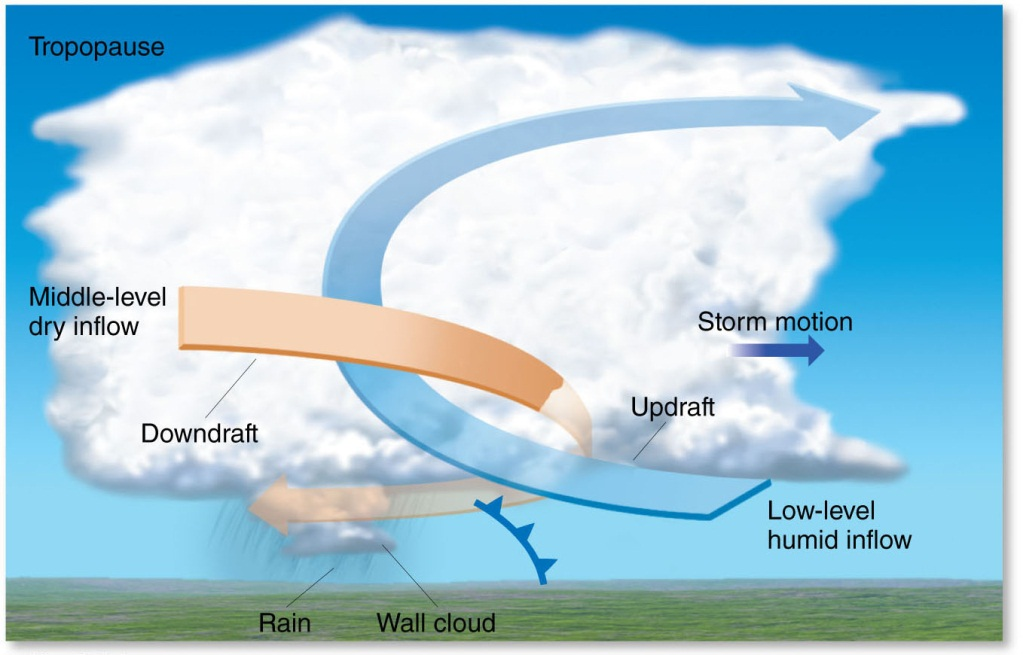 Tropopause
Middle-level
dry inflow
Storm motion
Updraft
Downdraft
Low-level
humid inflow
Rain
Wall cloud